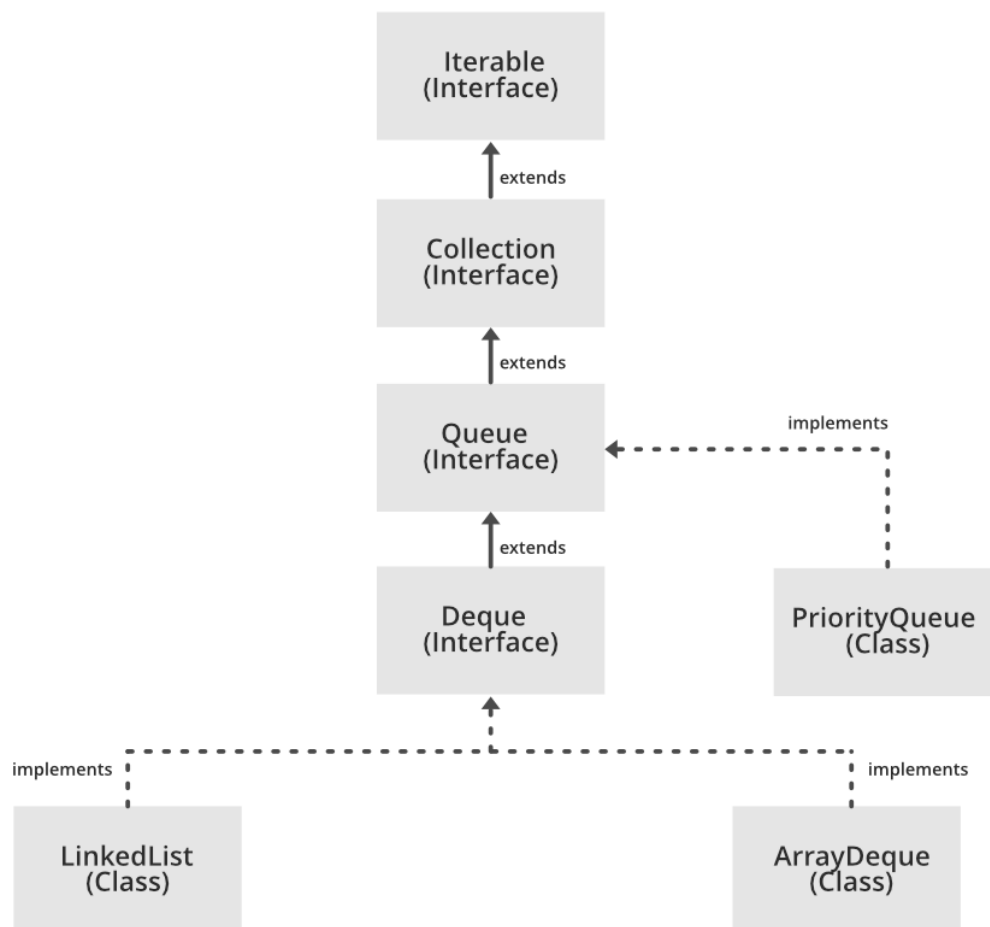 Iterable
(Interface)
extends
Collection
(Interface)
extends
Queue
(Interface)
implements
extends
Deque
(Interface)
PriorityQueue
(Class)
implements
implements
LinkedList
(Class)
ArrayDeque
(Class)